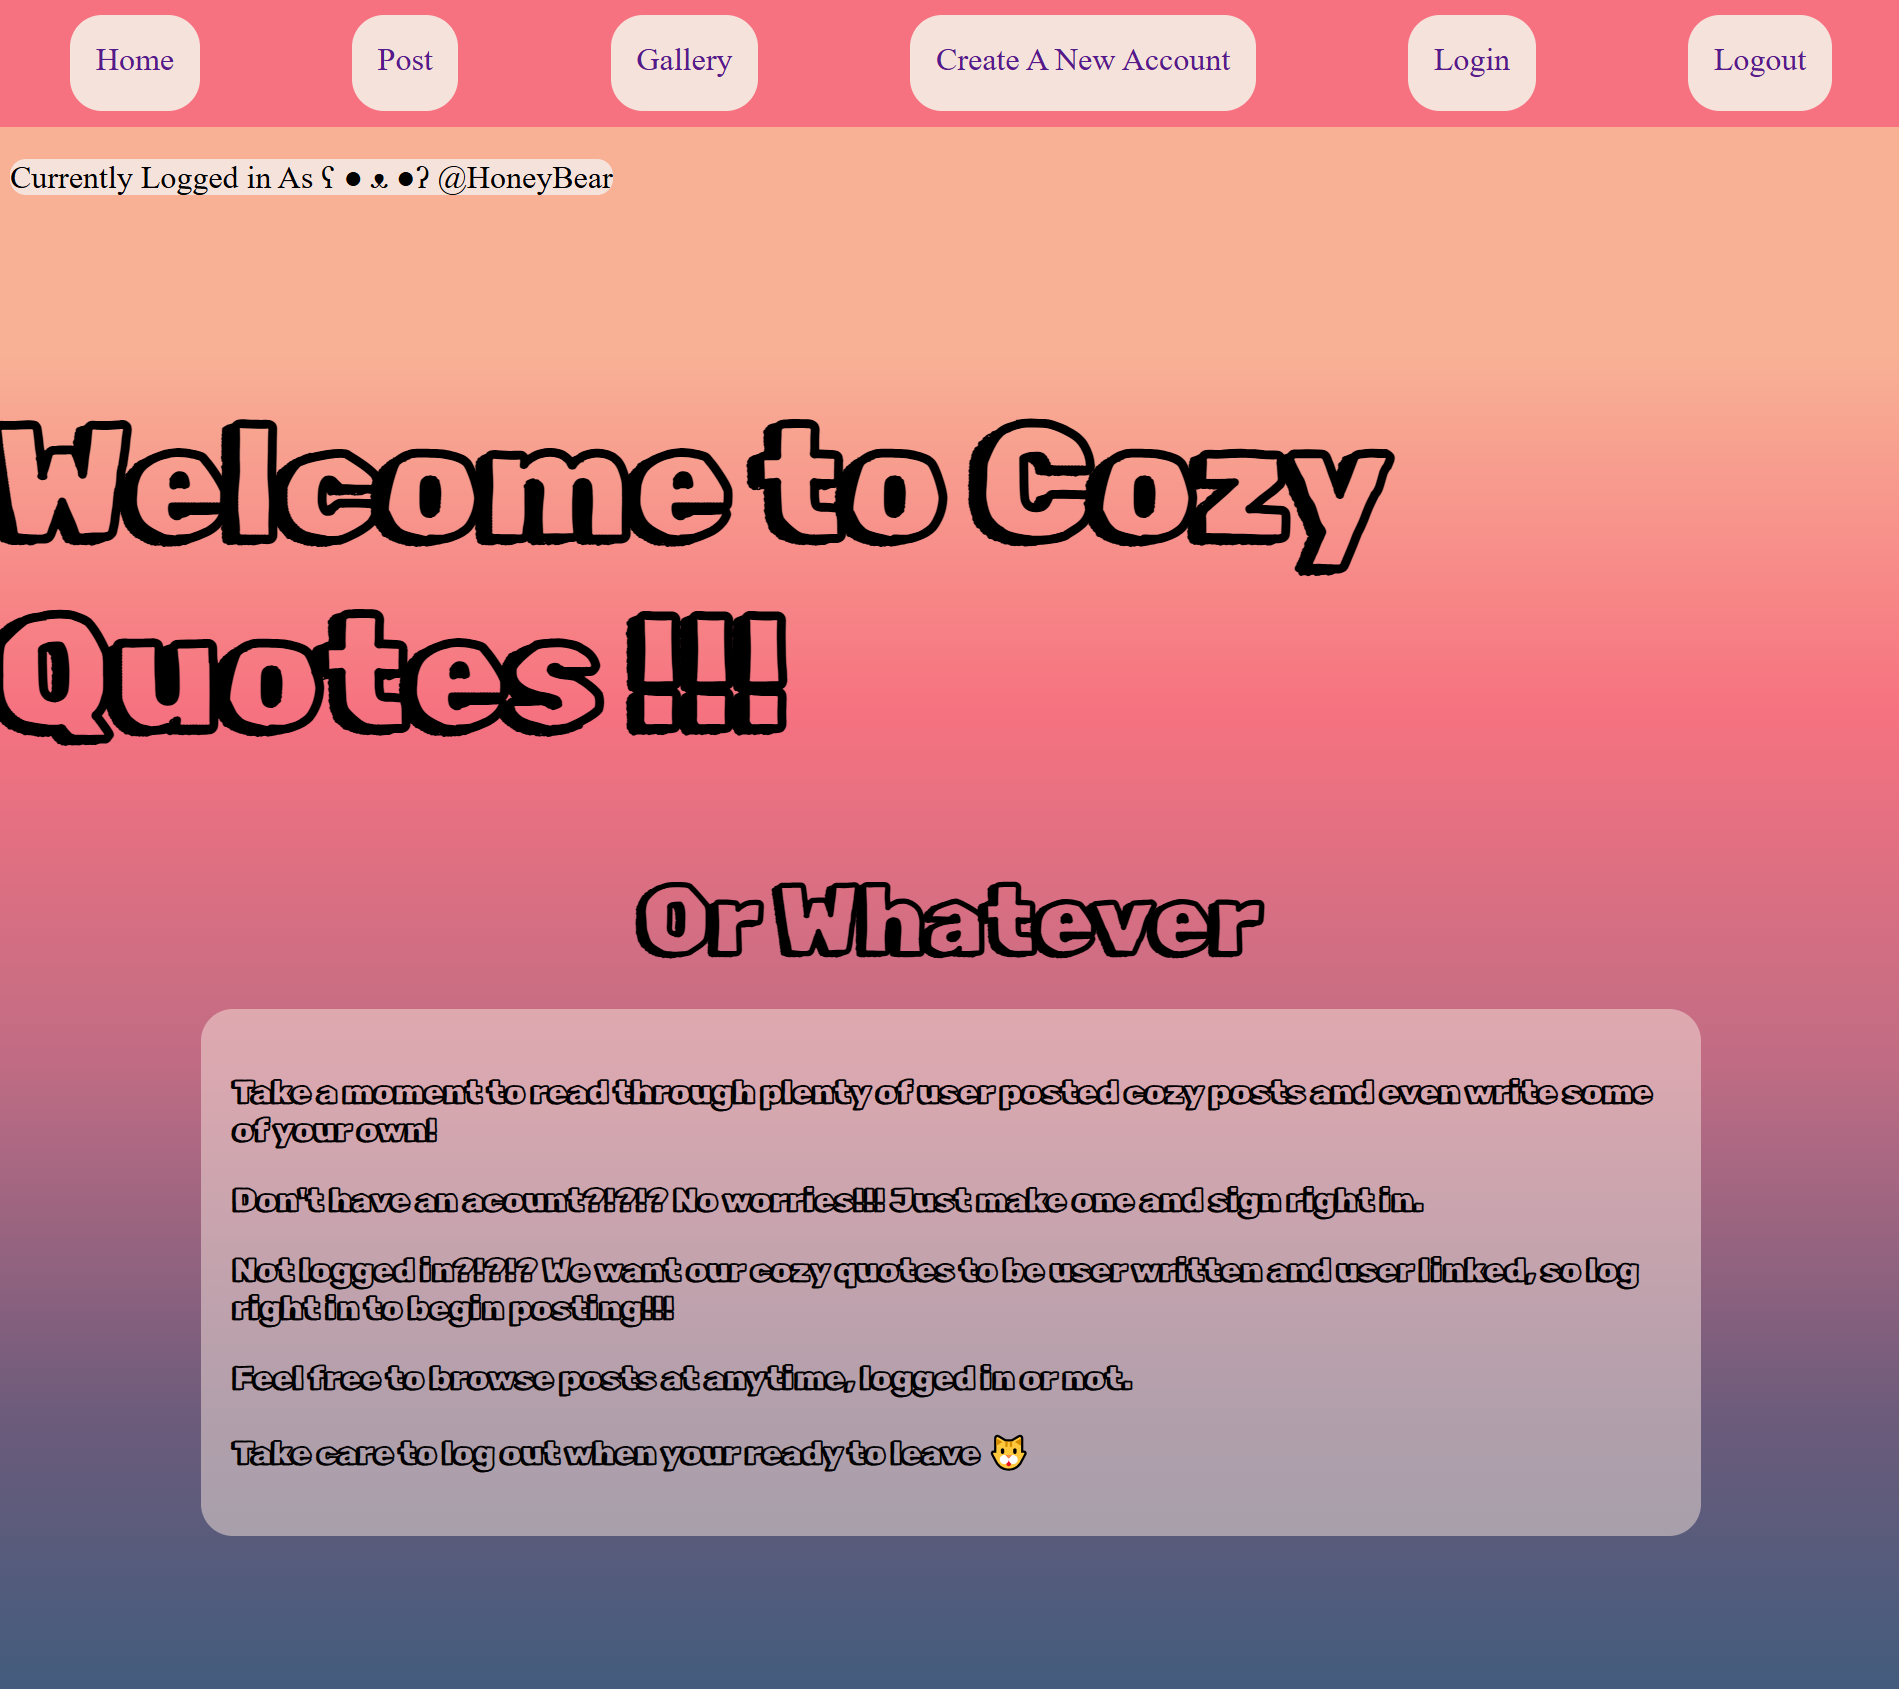 Home
Post
Gallery
Create A New Account
Login
Logout
Currently Logged in As ʕ ● ᴥ ●ʔ @HoneyBear
Welcome to Cozy
Quotes !!!
Or Whatever
Take a moment to read through plenty of user posted cozy posts and even write some
of your own!
Don't have an acount?!?!? No worries!!! Just make one and sign right in.
Not logged in?!?!? We want our cozy quotes to be user written and user linked, so log
right in to begin posting!!!
Feel free to browse posts at anytime, logged in or not.
Take care to log out when your ready to leave 🐱